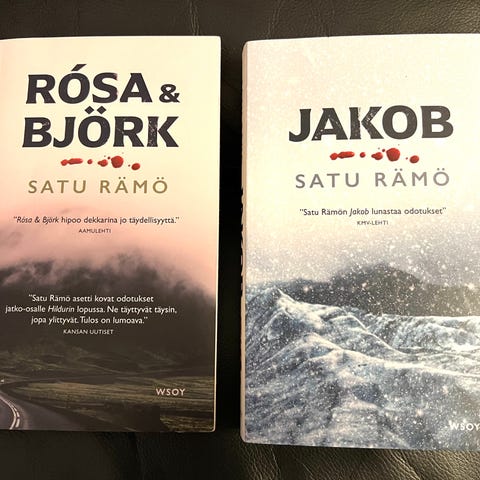 RÓSA &
BJÖRK
SATU RÄMÖ
"Rósa & Björk hipoo dekkarina jo täydellisyyttä."
AAMULEHTI
"Satu Rämö asetti kovat odotukset
jatko-osalle Hildurin lopussa. Ne täyttyvät täysin,
jopa ylittyvät. Tulos on lumoava."
KANSAN UUTISET
WSOY
JAKOB
SATU RÄMÖ
"Satu Rämön Jakob lunastaa odotukset"
KMV-LEHTI
WSOY